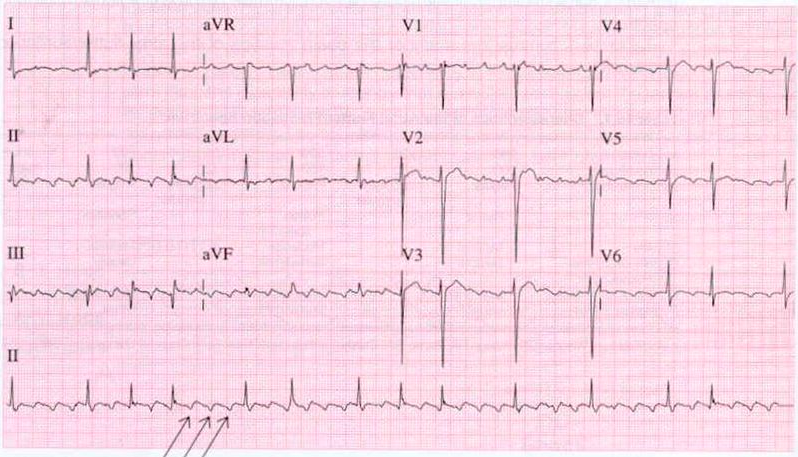 I aVR V1 V4
II aVL V2 V5
III aVF V3 V6
II